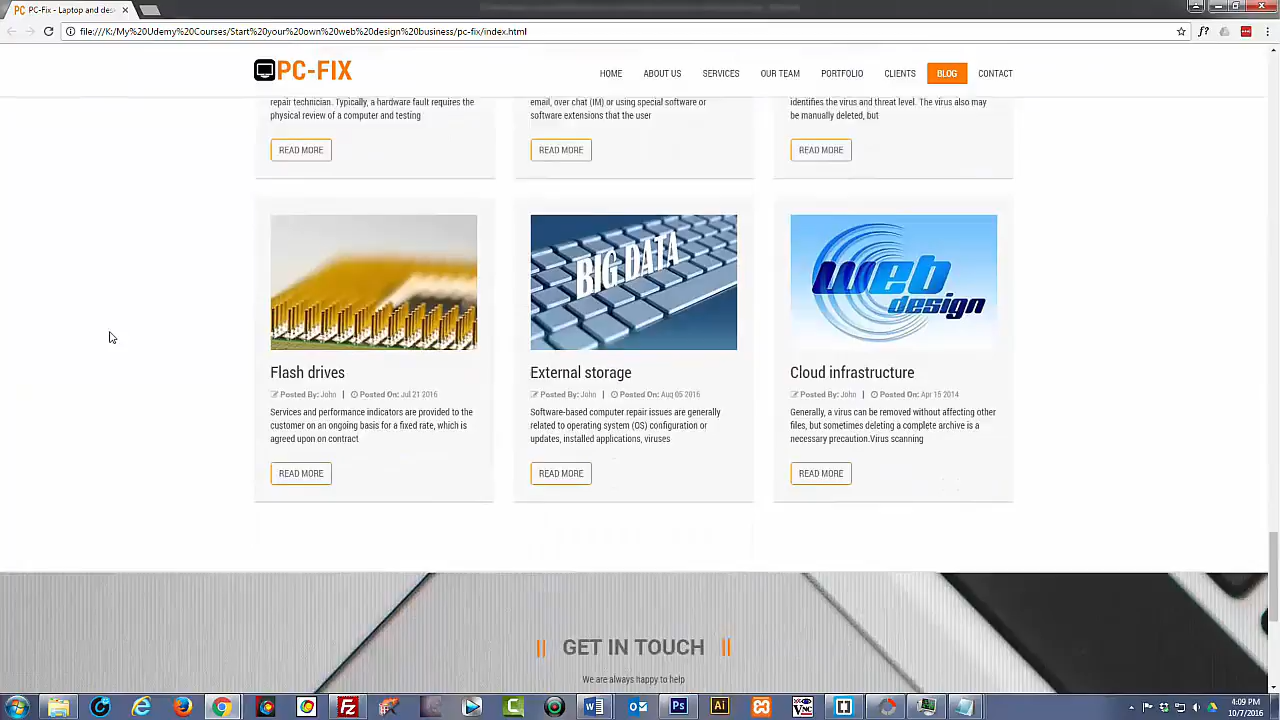 PC-Fix - Laptop and des
file:///K:/My%20Udemy%20Courses/Start%20your%20own%20web%20design%20business/pc-fix/index.html
PC-FIX
HOME ABOUT US SERVICES OUR TEAM PORTFOLIO CLIENTS BLOG CONTACT
repair technician. Typically, a hardware fault requires the
physical review of a computer and testing
READ MORE
email, over chat (IM) or using special software or
software extensions that the user
READ MORE
identifies the virus and threat level. The virus also may
be manually deleted, but
READ MORE
Flash drives
Posted By: John | Posted On: Jul 21 2016
Services and performance indicators are provided to the
customer on an ongoing basis for a fixed rate, which is
agreed upon on contract
READ MORE
BIG DATA
External storage
Posted By: John | Posted On: Aug 05 2016
Software-based computer repair issues are generally
related to operating system (OS) configuration or
updates, installed applications, viruses
READ MORE
web
design
Cloud infrastructure
Posted By: John | Posted On: Apr 15 2014
Generally, a virus can be removed without affecting other
files, but sometimes deleting a complete archive is a
necessary precaution.Virus scanning
READ MORE
|| GET IN TOUCH ||
We are always happy to help
4:09 PM
10/7/2016